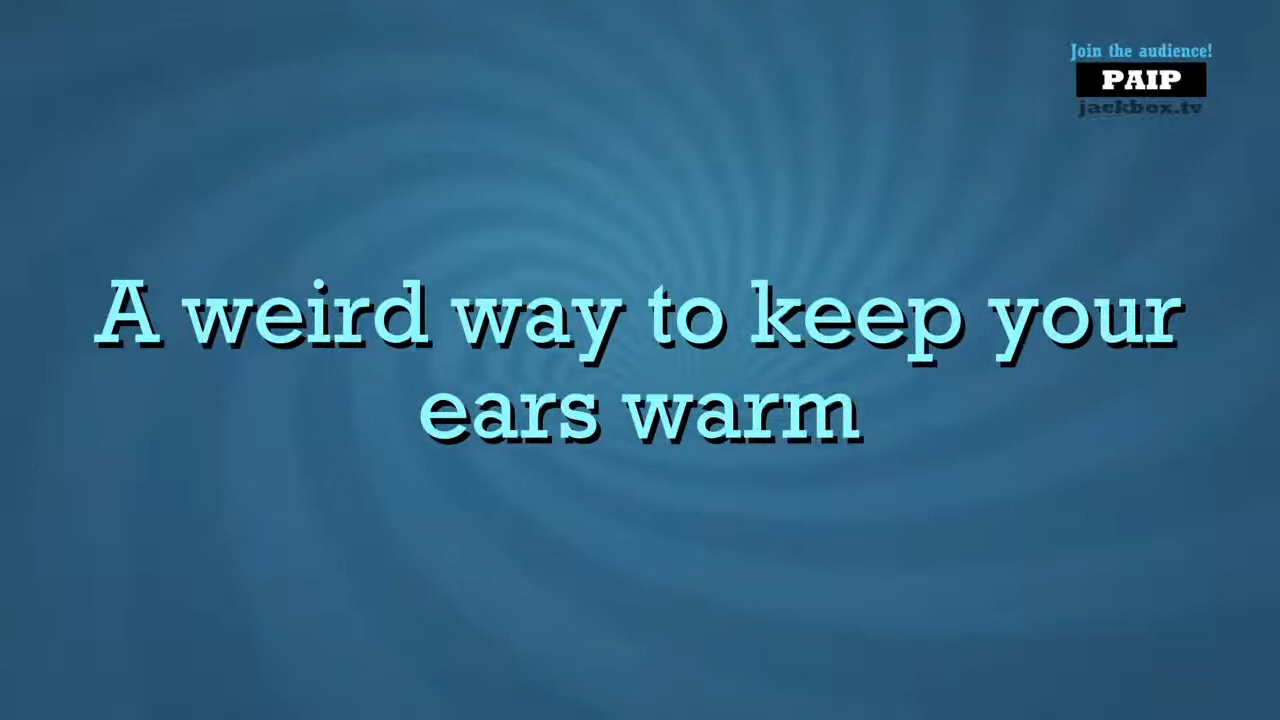 Join the audience!
PAIP
jackbox.tv
A weird way to keep your
ears warm